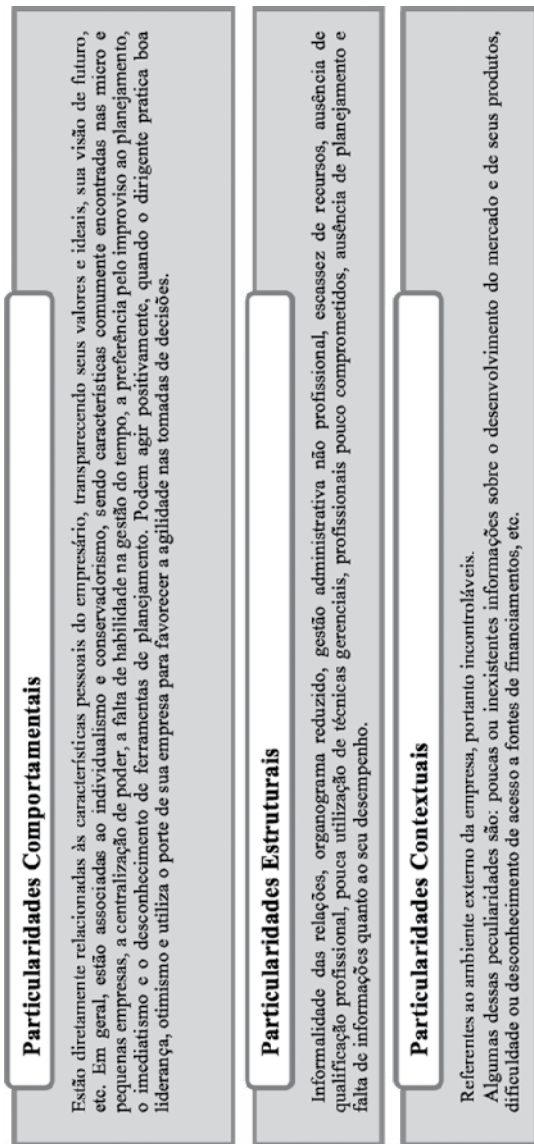 Particularidades Comportamentais
Estão diretamente relacionadas às características pessoais do empresário, transparecendo seus valores e ideais, sua visão de futuro,
etc. Em geral, estão associadas ao individualismo e conservadorismo, sendo características comumente encontradas nas micro e
pequenas empresas, a centralização de poder, a falta de habilidade na gestão do tempo, a preferência pelo improviso ao planejamento,
o imediatismo e o desconhecimento de ferramentas de planejamento. Podem agir positivamente, quando o dirigente pratica boa
liderança, otimismo e utiliza o porte de sua empresa para favorecer a agilidade nas tomadas de decisões.
Particularidades Estruturais
Informalidade das relações, organograma reduzido, gestão administrativa não profissional, escassez de recursos, ausência de
qualificação profissional, pouca utilização de técnicas gerenciais, profissionais pouco comprometidos, ausência de planejamento e
falta de informações quanto ao seu desempenho.
Particularidades Contextuais
Referentes ao ambiente externo da empresa, portanto incontroláveis.
Algumas dessas peculiaridades são: poucas ou inexistentes informações sobre o desenvolvimento do mercado e de seus produtos,
dificuldade ou desconhecimento de acesso a fontes de financiamentos, etc.